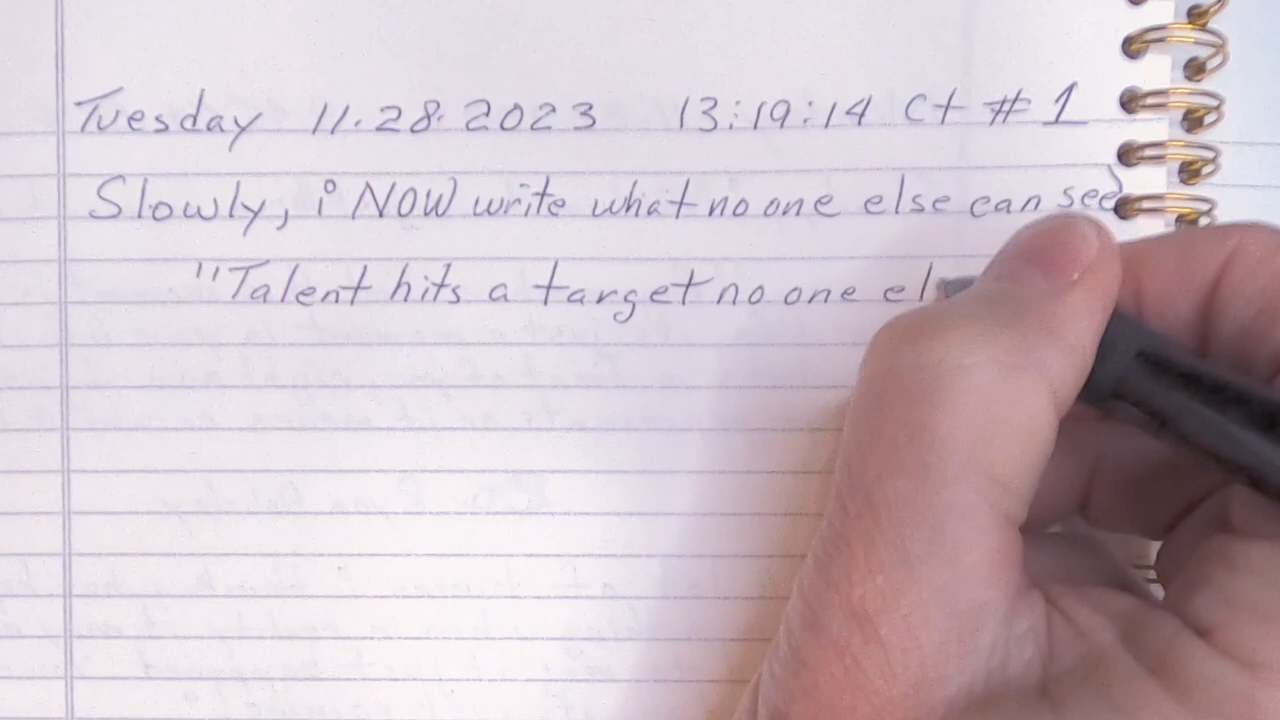 Tuesday 11.28.2023 13:19:14 Ct # 1
Slowly, i NOW write what no one else can see
"Talent hits a target no one el